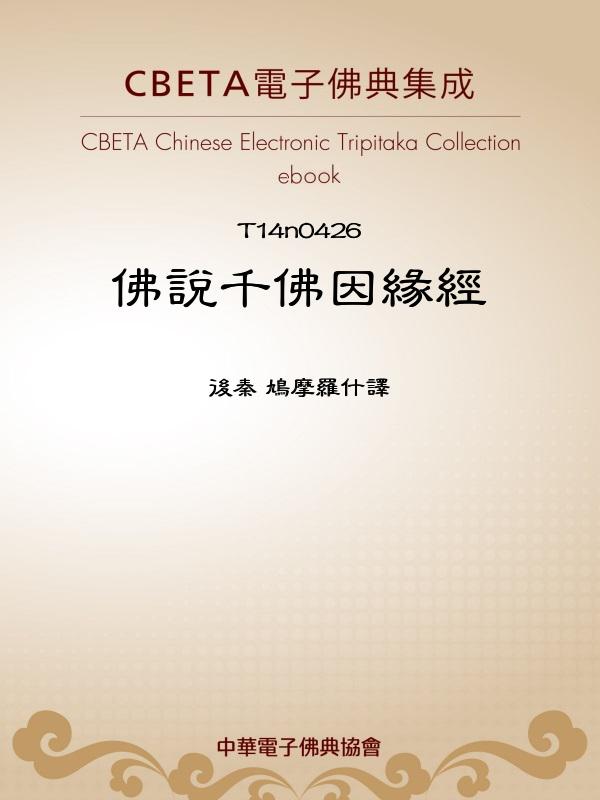 CBETA電子佛典集成
CBETA Chinese Electronic Tripitaka Collection
ebook
T14n0426
佛說千佛因緣經
後秦 鳩摩羅什譯
中華電子佛典協會